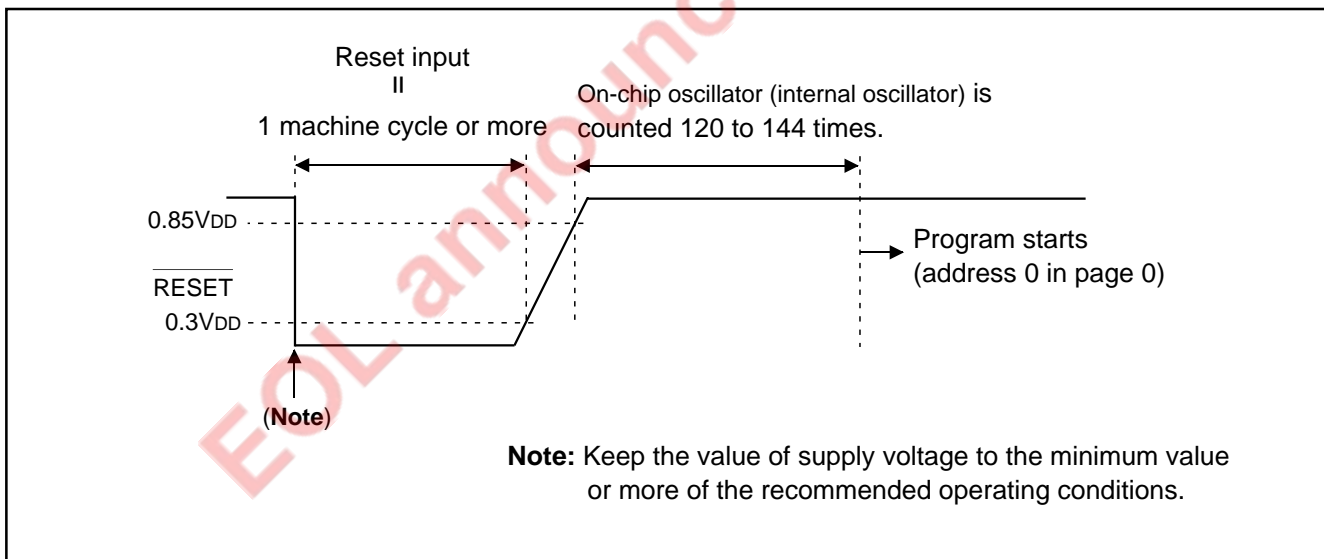 Reset input
=
1 machine cycle or more
On-chip oscillator (internal oscillator) is
counted 120 to 144 times.
0.85VDD
RESET
0.3VDD
Program starts
(address 0 in page 0)
(Note)
Note: Keep the value of supply voltage to the minimum value
or more of the recommended operating conditions.
EOL announc